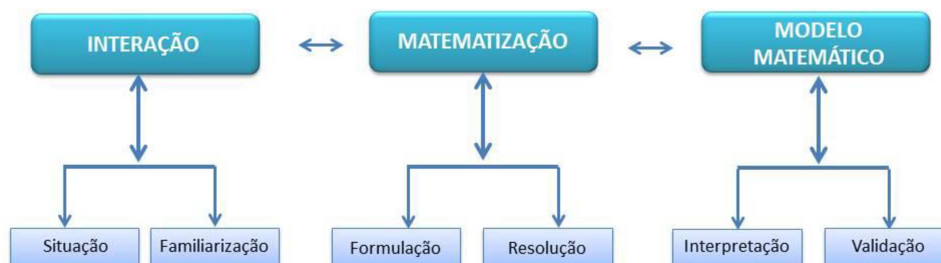 INTERAÇÃO
MATEMATIZAÇÃO
MODELO
MATEMÁTICO
Situação
Familiarização
Formulação
Resolução
Interpretação
Validação